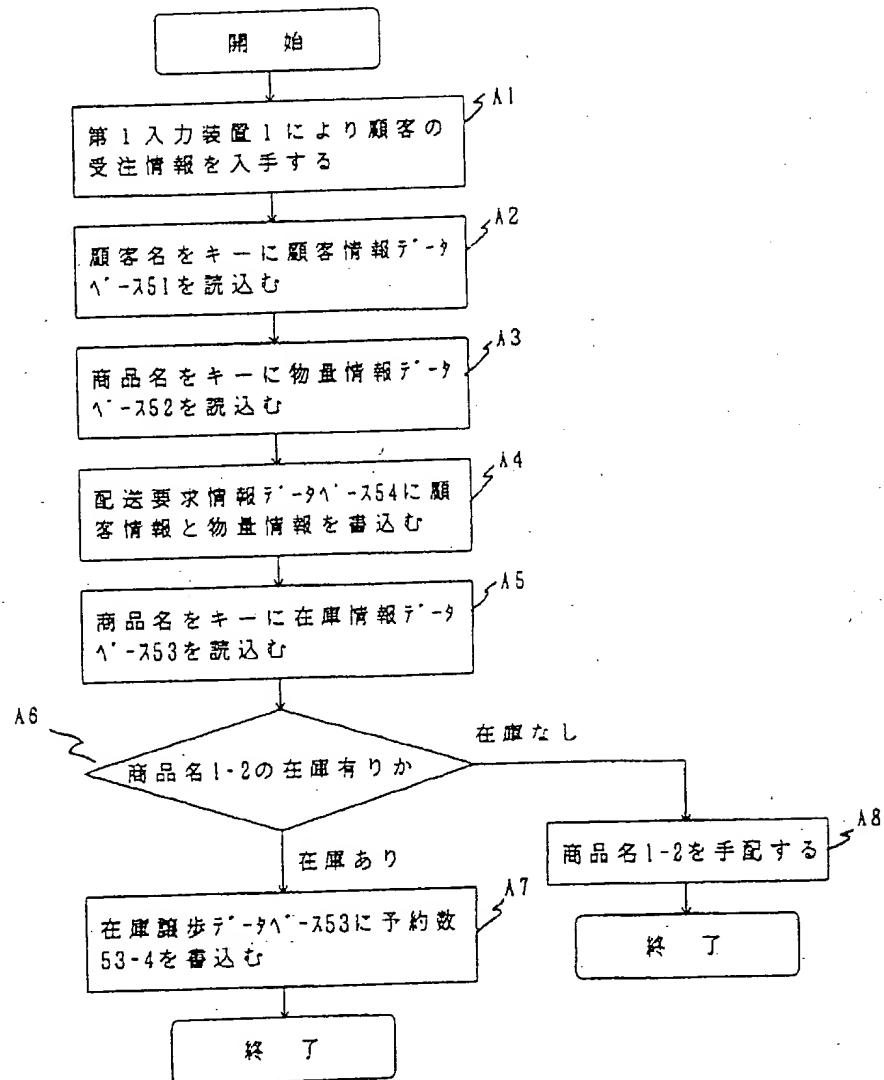 開 始
A1
第1入力装置1により顧客の
受注情報を入手する
A2
顧客名をキーに顧客情報ﾃﾞｰﾀ
ﾍﾞｰｽ51を読込む
A3
商品名をキーに物量情報ﾃﾞｰﾀ
ﾍﾞｰｽ52を読込む
A4
配送要求情報ﾃﾞｰﾀﾍﾞｰｽ54に顧
客情報と物量情報を書込む
A5
商品名をキーに在庫情報ﾃﾞｰﾀ
ﾍﾞｰｽ53を読込む
A6
商品名1-2の在庫有りか
在庫なし
在庫あり
A8
商品名1-2を手配する
終 了
A7
在庫譲歩ﾃﾞｰﾀﾍﾞｰｽ53に予約数
53-4を書込む
終 了